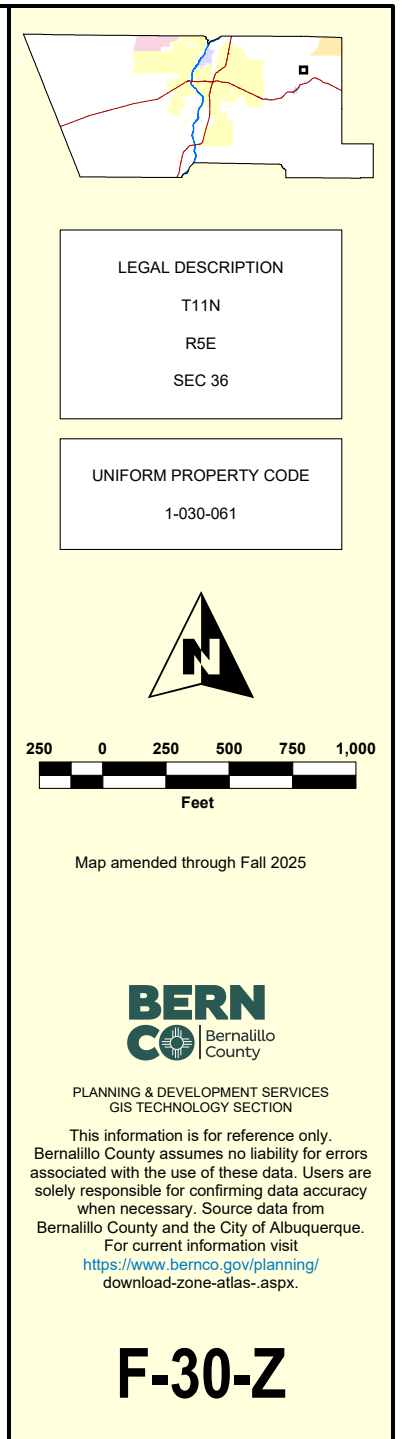 LEGAL DESCRIPTION
T11N
R5E
SEC 36
UNIFORM PROPERTY CODE
1-030-061
N
250 0 250 500 750 1,000
Feet
Map amended through Fall 2025
BERN
CO Bernalillo
County
PLANNING & DEVELOPMENT SERVICES
GIS TECHNOLOGY SECTION
This information is for reference only.
Bernalillo County assumes no liability for errors
associated with the use of these data. Users are
solely responsible for confirming data accuracy
when necessary. Source data from
Bernalillo County and the City of Albuquerque.
For current information visit
https://www.bernco.gov/planning/
download-zone-atlas-.aspx.
F-30-Z